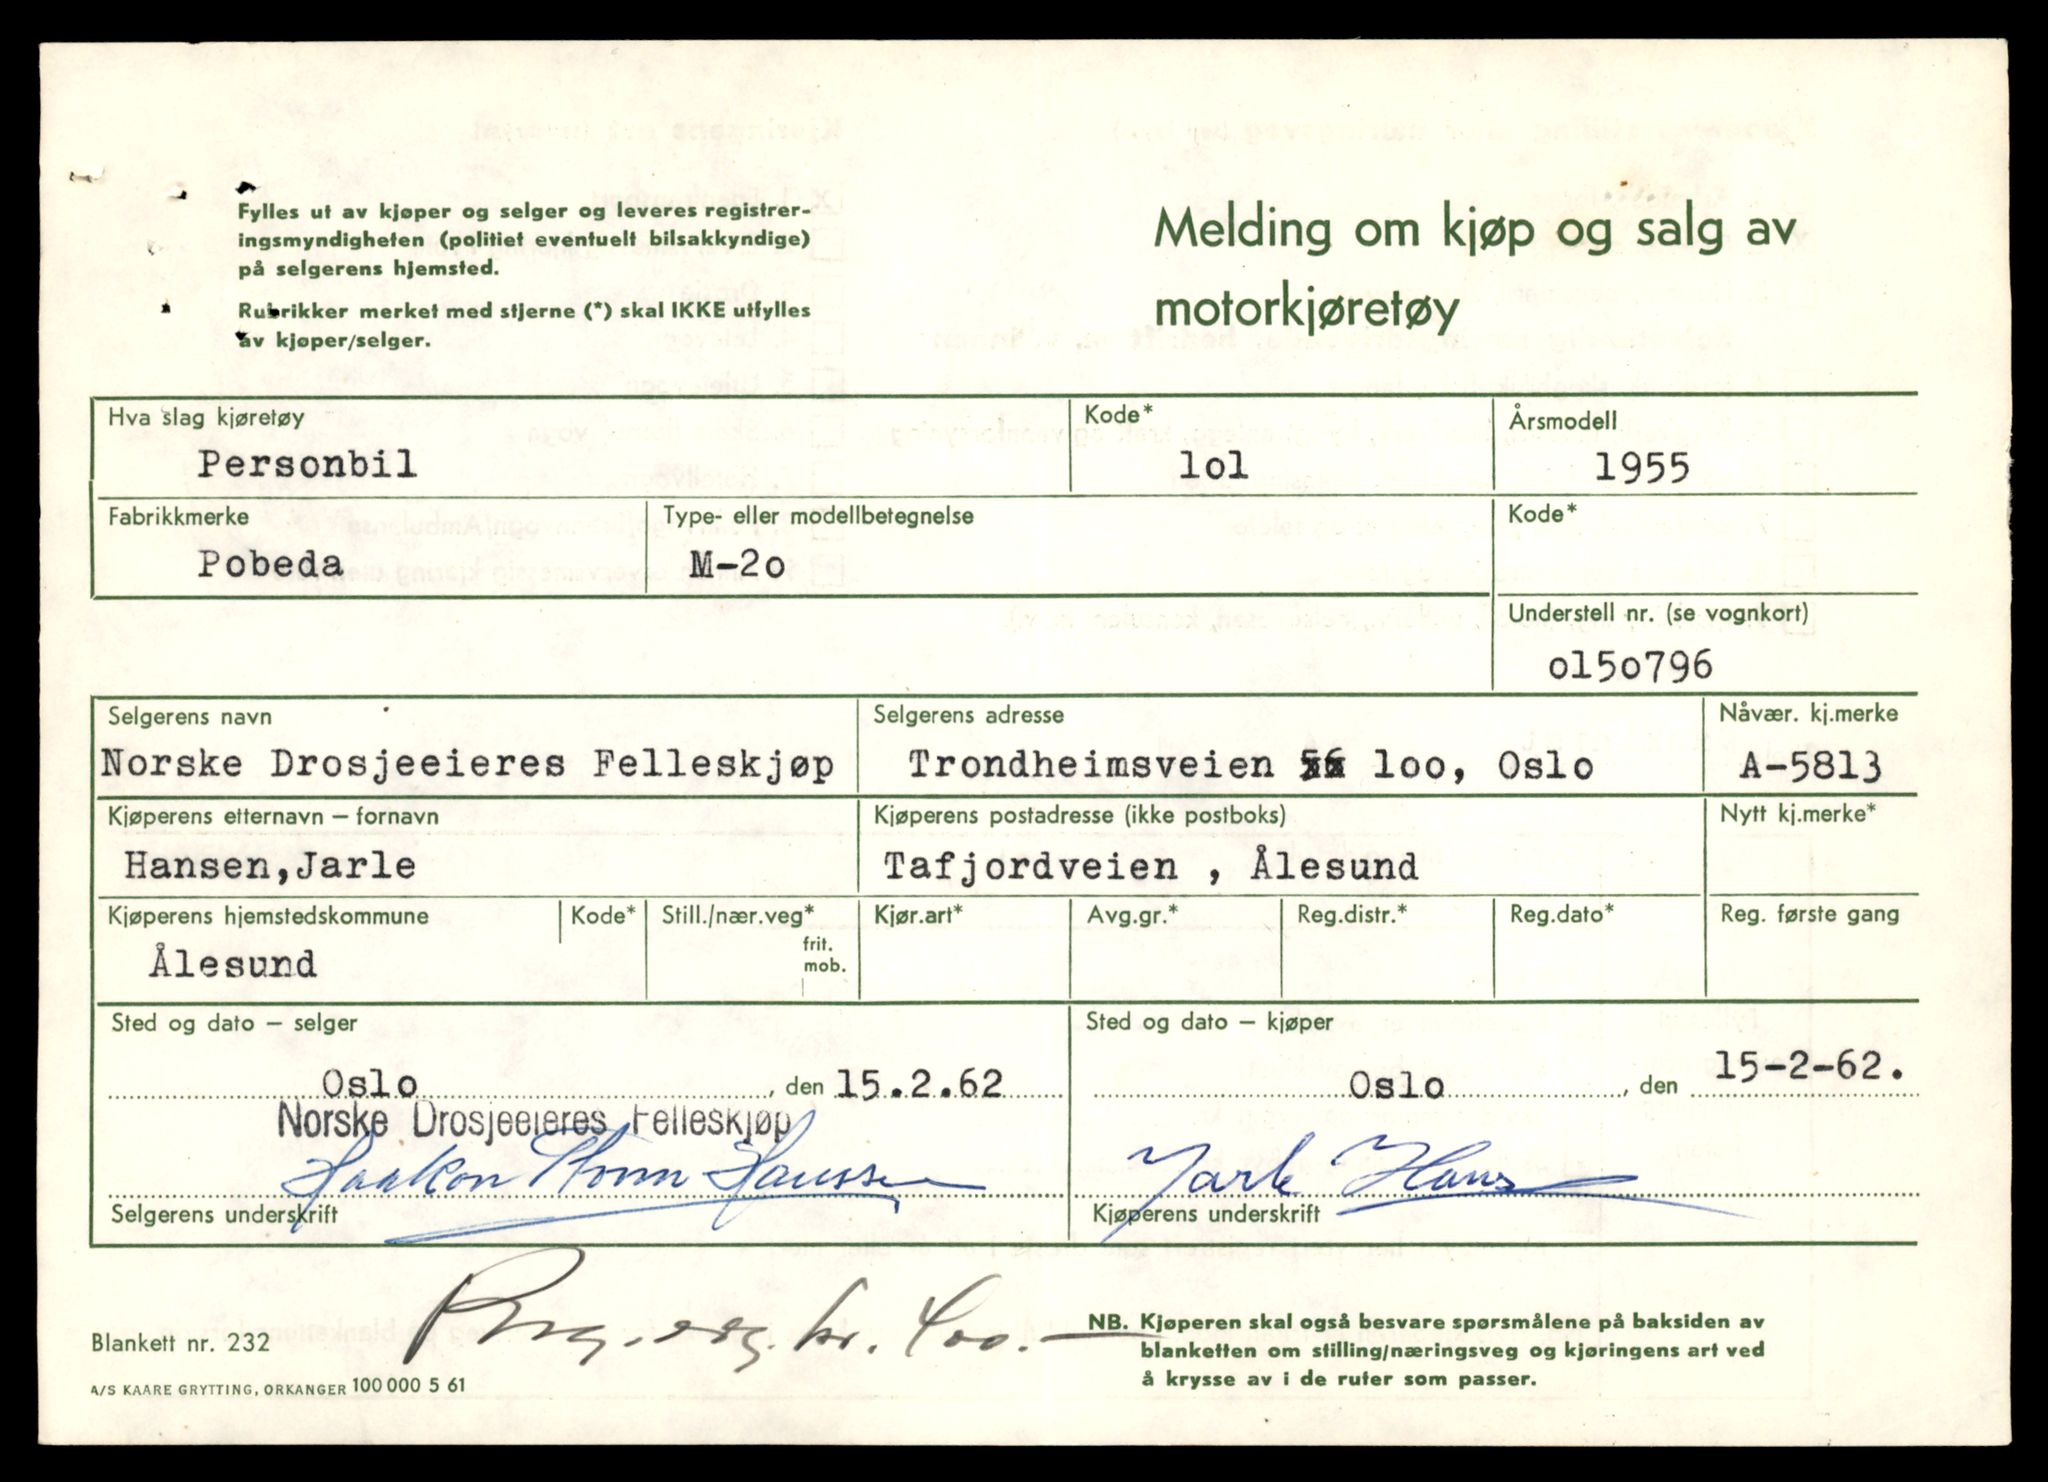 Fylles ut av kjøper og selger og leveres registrer-
ingsmyndigheten (politiet eventuelt bilsakkyndige)
på selgerens hjemsted.
Rubrikker merket med stjerne (*) skal IKKE utfylles
av kjøper/selger.
Melding om kjøp og salg av
motorkjøretøy
Hva slag kjøretøy Kode* Årsmodell
Personbil lol 1955
Fabrikkmerke Type- eller modellbetegnelse Kode*
Pobeda M-2o
Understell nr. (se vognkort)
o15o796
Selgerens navn Selgerens adresse Nåvær. kj.merke
Norske Drosjeeieres Felleskjøp Trondheimsveien loo, Oslo A-5813
Kjøperens etternavn – fornavn Kjøperens postadresse (ikke postboks) Nytt kj.merke*
Hansen,Jarle Tafjordveien , Ålesund
Kjøperens hjemstedskommune Kode* Still./nær.veg* Kjør.art* Avg.gr.* Reg.distr.* Reg.dato* Reg. første gang
frit.
Ålesund mob.
Sted og dato – selger Sted og dato – kjøper
Oslo , den 15.2.62 Oslo , den 15-2-62.
Norske Drosjeeieres Felleskjøp
Haakon Hansen Jarle Hansen
Selgerens underskrift Kjøperens underskrift
kr. 400.—
NB. Kjøperen skal også besvare spørsmålene på baksiden av
blanketten om stilling/næringsveg og kjøringens art ved
å krysse av i de ruter som passer.
Blankett nr. 232
A/S KAARE GRYTTING, ORKANGER 100 000 5 61